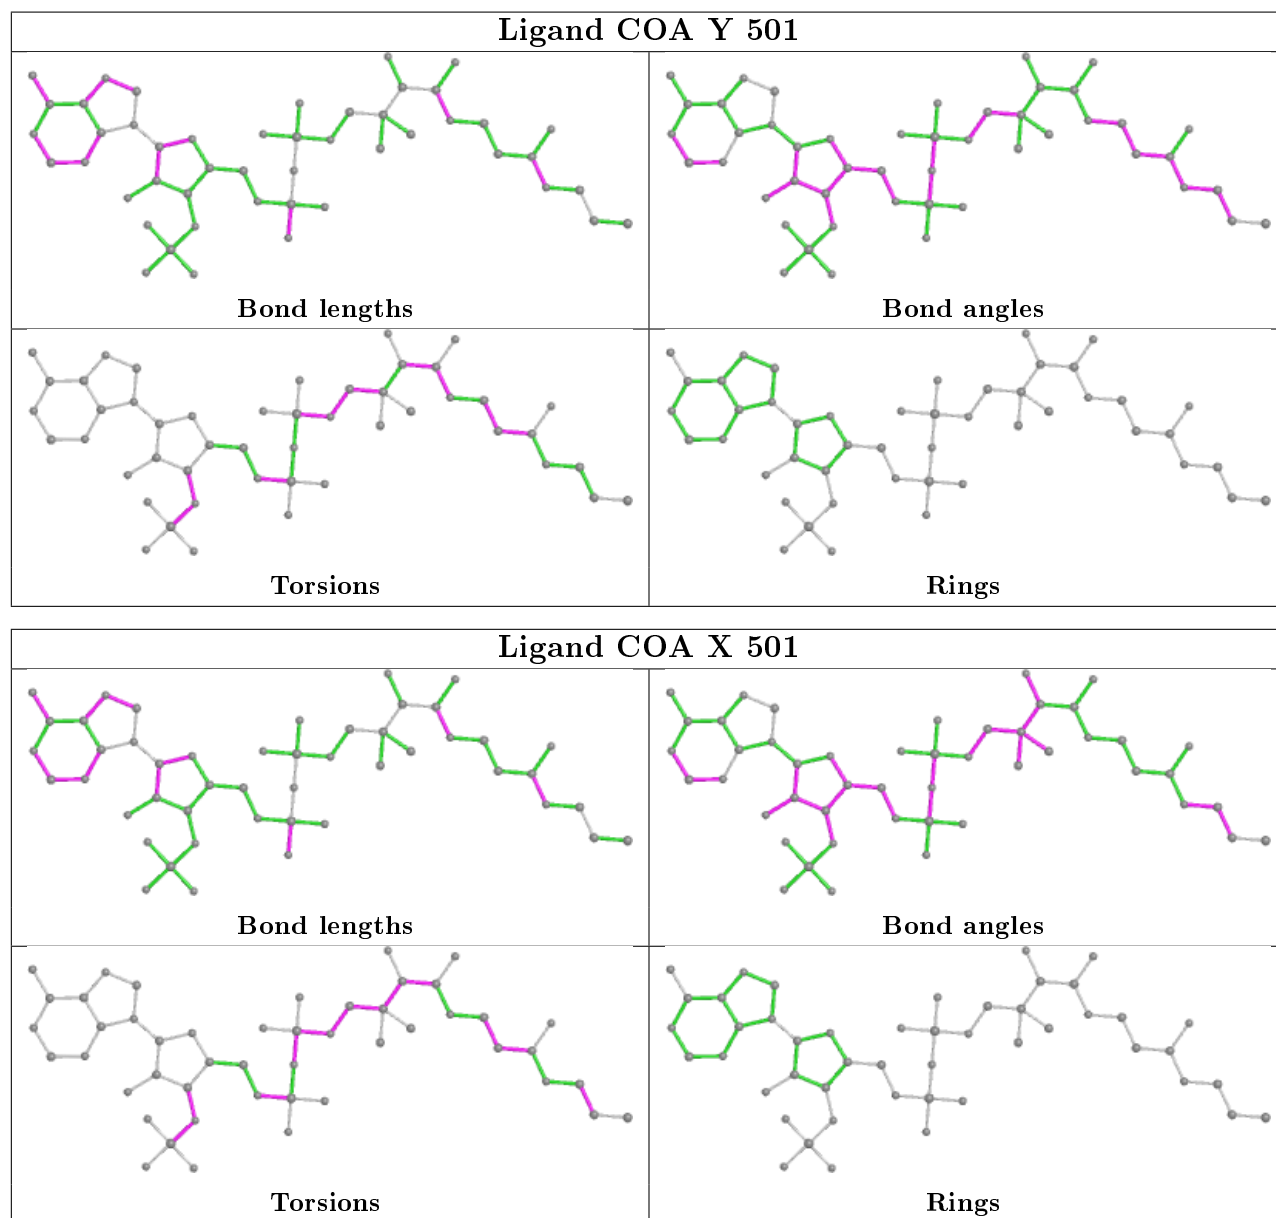 Ligand COA Y 501
Bond lengths
Bond angles
Torsions
Rings
Ligand COA X 501
Bond lengths
Bond angles
Torsions
Rings